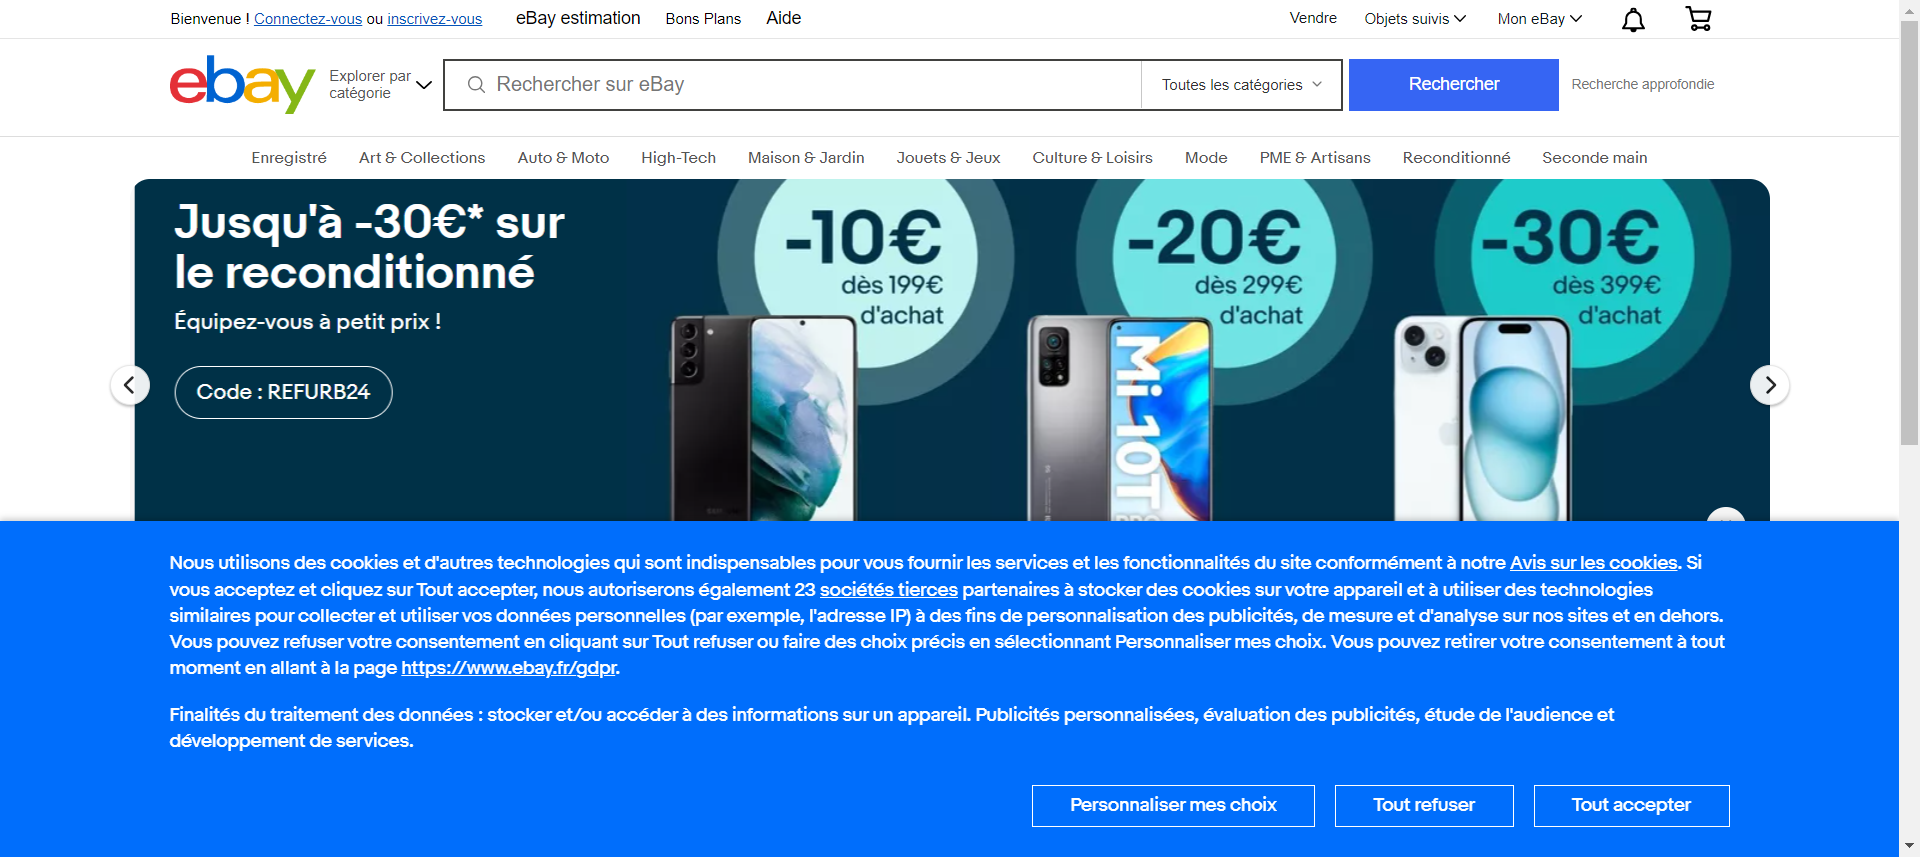 Bienvenue ! Connectez-vous ou inscrivez-vous eBay estimation Bons Plans Aide Vendre Objets suivis Mon eBay
ebay
Explorer par
catégorie
Rechercher sur eBay
Toutes les catégories
Rechercher
Recherche approfondie
Enregistré Art & Collections Auto & Moto High-Tech Maison & Jardin Jouets & Jeux Culture & Loisirs Mode PME & Artisans Reconditionné Seconde main
Jusqu'à -30€* sur
le reconditionné
Équipez-vous à petit prix !
Code : REFURB24
-10€
dès 199€
d'achat
-20€
dès 299€
d'achat
-30€
dès 399€
d'achat
Mi 10T
PRO
Nous utilisons des cookies et d'autres technologies qui sont indispensables pour vous fournir les services et les fonctionnalités du site conformément à notre Avis sur les cookies. Si
vous acceptez et cliquez sur Tout accepter, nous autoriserons également 23 sociétés tierces partenaires à stocker des cookies sur votre appareil et à utiliser des technologies
similaires pour collecter et utiliser vos données personnelles (par exemple, l'adresse IP) à des fins de personnalisation des publicités, de mesure et d'analyse sur nos sites et en dehors.
Vous pouvez refuser votre consentement en cliquant sur Tout refuser ou faire des choix précis en sélectionnant Personnaliser mes choix. Vous pouvez retirer votre consentement à tout
moment en allant à la page https://www.ebay.fr/gdpr.
Finalités du traitement des données : stocker et/ou accéder à des informations sur un appareil. Publicités personnalisées, évaluation des publicités, étude de l'audience et
développement de services.
Personnaliser mes choix
Tout refuser
Tout accepter